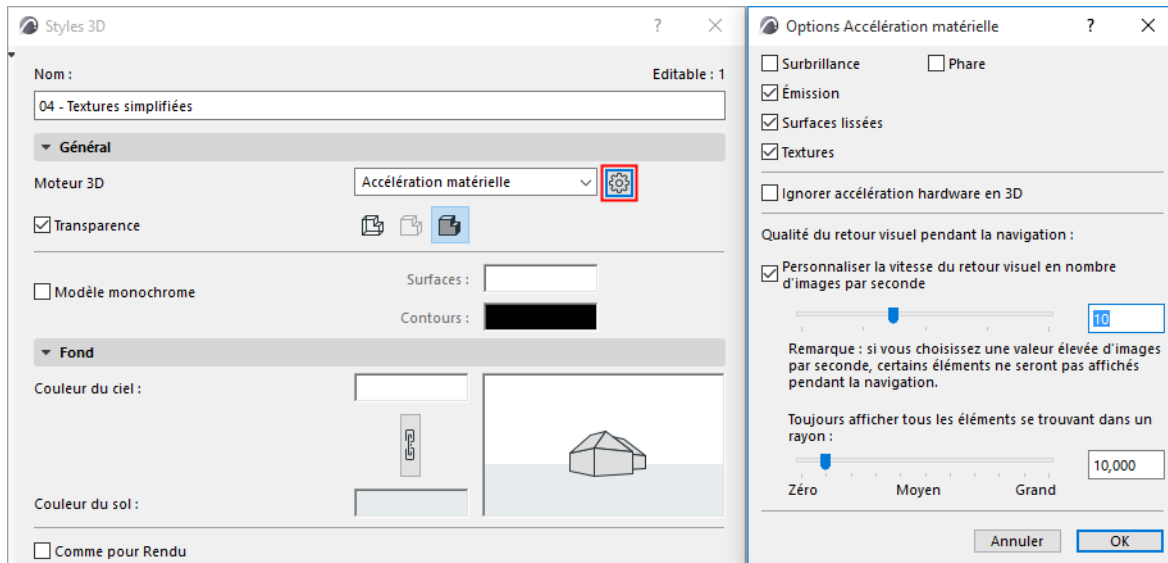 Styles 3D
?
Nom :
Editable : 1
04 - Textures simplifiées
Général
Moteur 3D
Accélération matérielle
Transparence
Modèle monochrome
Surfaces :
Contours :
Fond
Couleur du ciel :
Couleur du sol :
Comme pour Rendu
Options Accélération matérielle
?
Surbrillance
Phare
Émission
Surfaces lissées
Textures
Ignorer accélération hardware en 3D
Qualité du retour visuel pendant la navigation :
Personnaliser la vitesse du retour visuel en nombre
d'images par seconde
10
Remarque : si vous choisissez une valeur élevée d'images
par seconde, certains éléments ne seront pas affichés
pendant la navigation.
Toujours afficher tous les éléments se trouvant dans un
rayon :
10,000
Zéro
Moyen
Grand
Annuler
OK